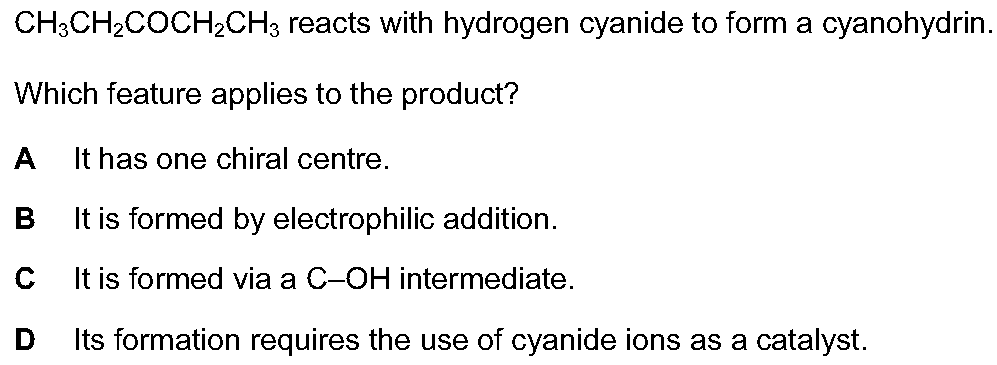 CH₃CH₂COCH₂CH₃ reacts with hydrogen cyanide to form a cyanohydrin.
Which feature applies to the product?
A It has one chiral centre.
B It is formed by electrophilic addition.
C It is formed via a C–OH intermediate.
D Its formation requires the use of cyanide ions as a catalyst.